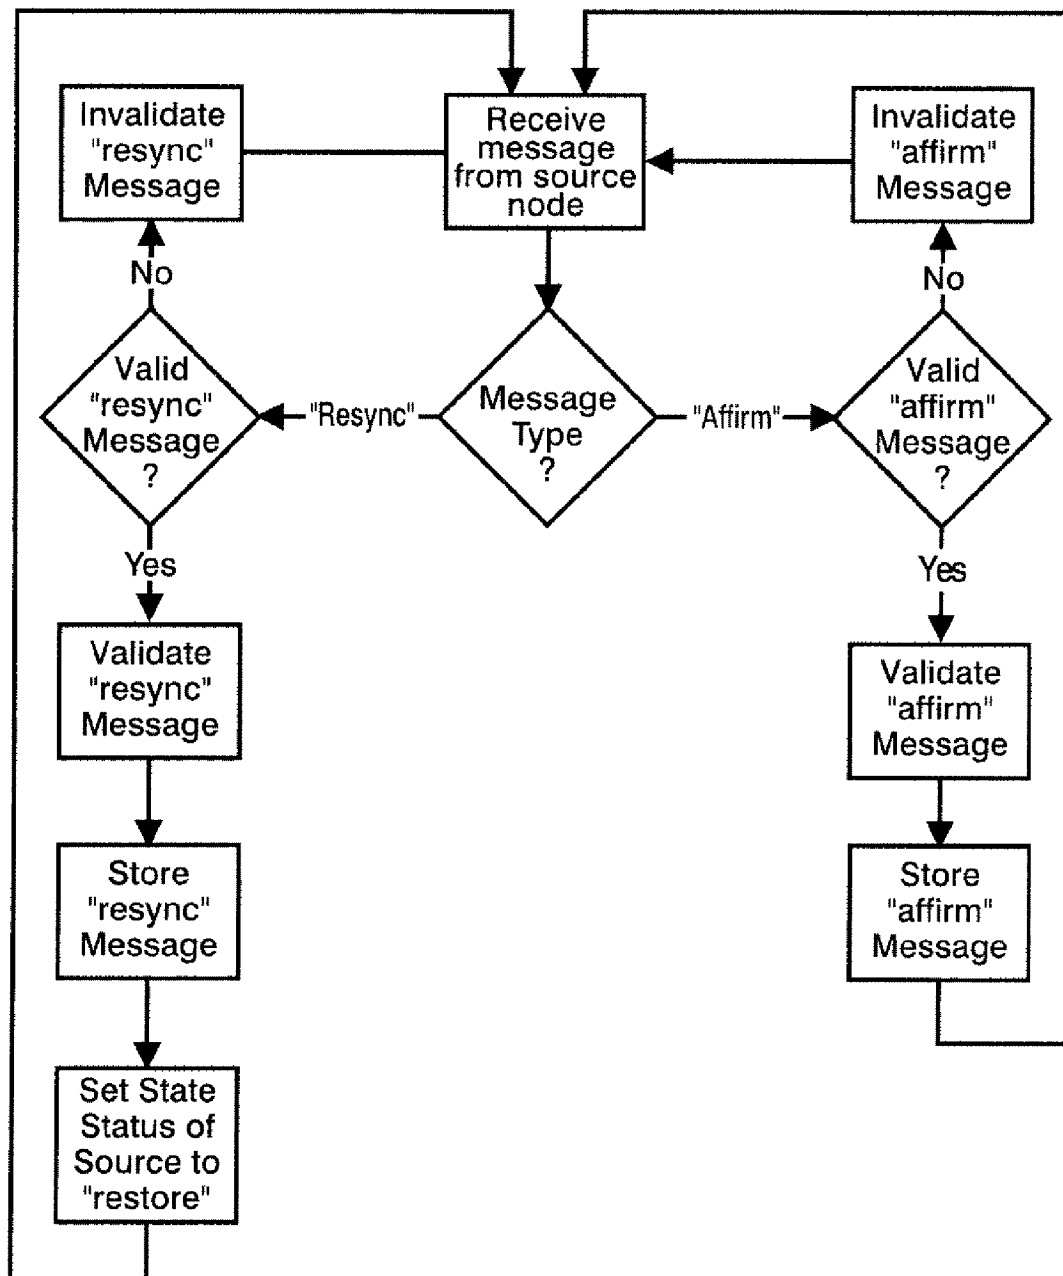 Invalidate
"resync"
Message
Receive
message
from source
node
Invalidate
"affirm"
Message
No
No
Valid
"resync"
Message
?
"Resync"
Message
Type
?
"Affirm"
Valid
"affirm"
Message
?
Yes
Yes
Validate
"resync"
Message
Validate
"affirm"
Message
Store
"resync"
Message
Store
"affirm"
Message
Set State
Status of
Source to
"restore"